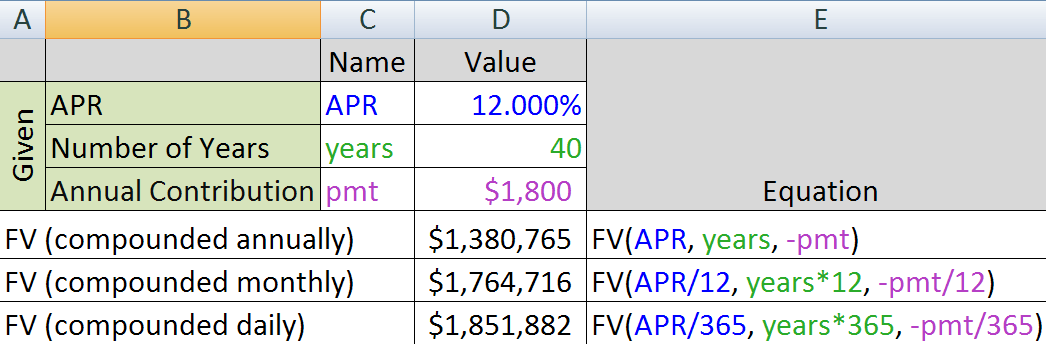 A B C D E
Name Value
APR APR 12.000%
Number of Years years 40
Annual Contribution pmt $1,800 Equation
Given
FV (compounded annually) $1,380,765 FV(APR, years, -pmt)
FV (compounded monthly) $1,764,716 FV(APR/12, years*12, -pmt/12)
FV (compounded daily) $1,851,882 FV(APR/365, years*365, -pmt/365)